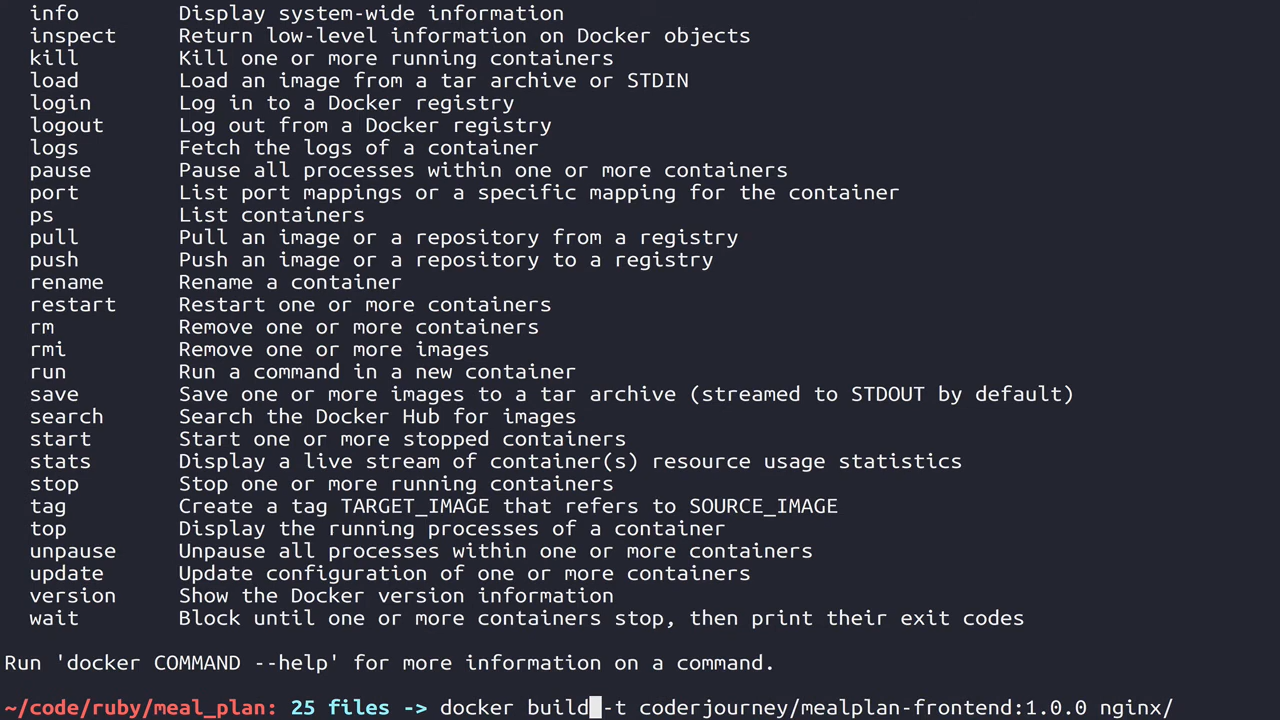 info Display system-wide information
inspect Return low-level information on Docker objects
kill Kill one or more running containers
load Load an image from a tar archive or STDIN
login Log in to a Docker registry
logout Log out from a Docker registry
logs Fetch the logs of a container
pause Pause all processes within one or more containers
port List port mappings or a specific mapping for the container
ps List containers
pull Pull an image or a repository from a registry
push Push an image or a repository to a registry
rename Rename a container
restart Restart one or more containers
rm Remove one or more containers
rmi Remove one or more images
run Run a command in a new container
save Save one or more images to a tar archive (streamed to STDOUT by default)
search Search the Docker Hub for images
start Start one or more stopped containers
stats Display a live stream of container(s) resource usage statistics
stop Stop one or more running containers
tag Create a tag TARGET_IMAGE that refers to SOURCE_IMAGE
top Display the running processes of a container
unpause Unpause all processes within one or more containers
update Update configuration of one or more containers
version Show the Docker version information
wait Block until one or more containers stop, then print their exit codes
Run 'docker COMMAND --help' for more information on a command.
~/code/ruby/meal_plan: 25 files -> docker build -t coderjourney/mealplan-frontend:1.0.0 nginx/